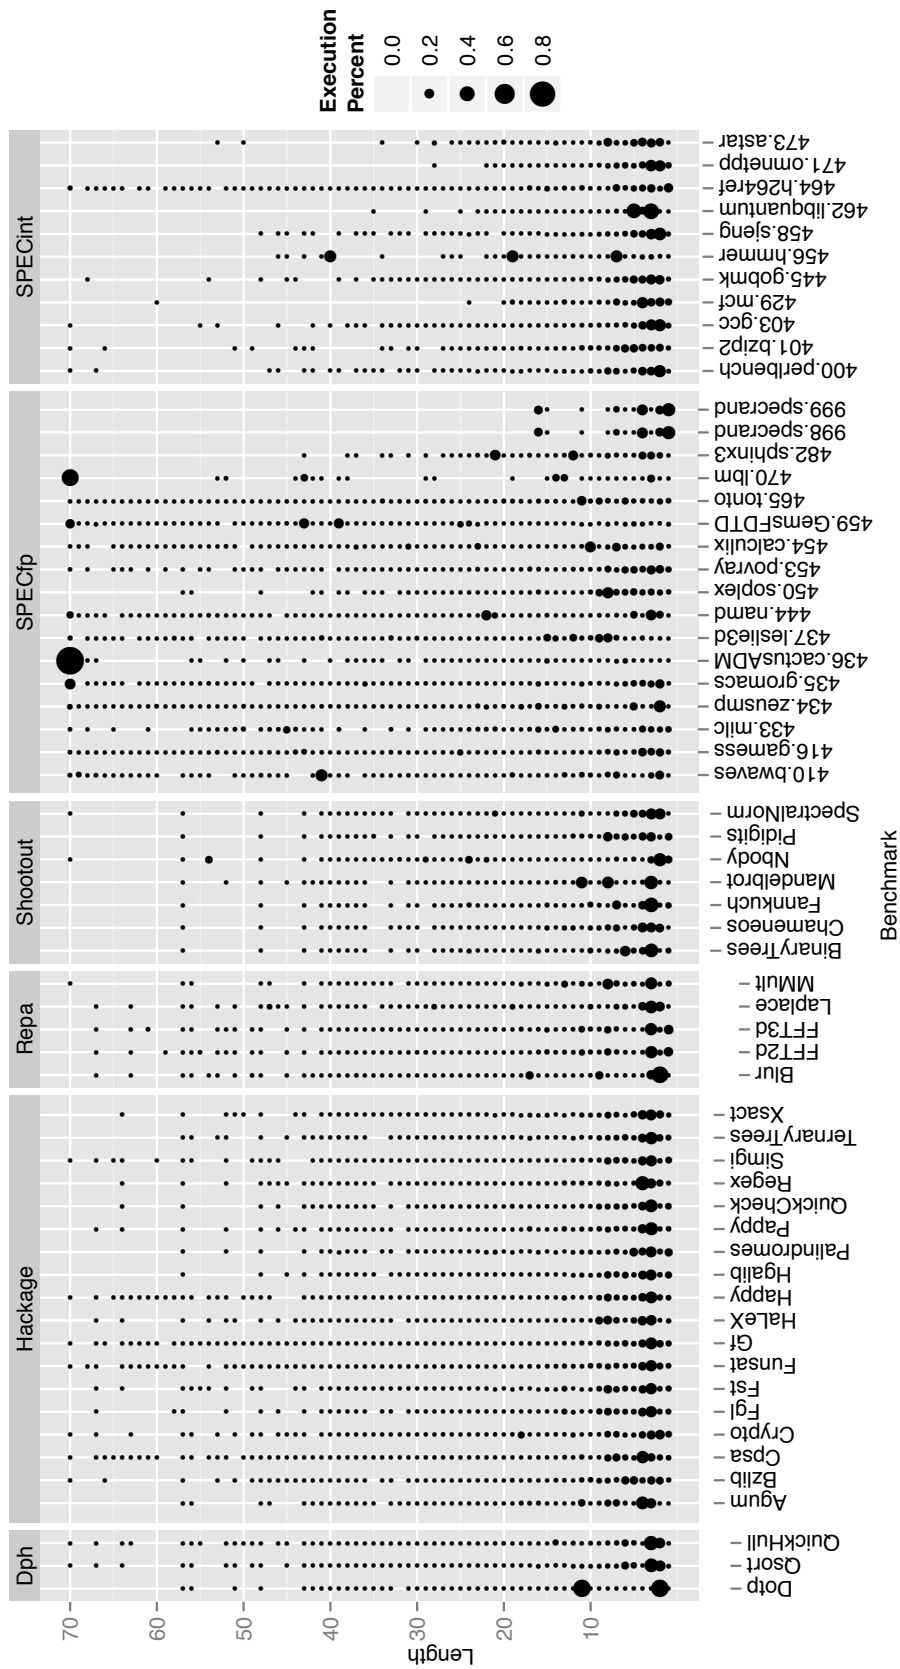 Execution
Percent
0.0
0.2
0.4
0.6
0.8
SPECint
473.astar
471.omnetpp
464.h264ref
462.libquantum
458.sjeng
456.hmmer
445.gobmk
429.mcf
403.gcc
401.bzip2
400.perlbench
SPECfp
999.specrand
998.specrand
482.sphinx3
470.lbm
465.tonto
459.GemsFDTD
454.calculix
453.povray
450.soplex
444.namd
437.leslie3d
436.cactusADM
435.gromacs
434.zeusmp
433.milc
416.gamess
410.bwaves
Shootout
SpectralNorm
Pidigits
Nbody
Mandelbrot
Fannkuch
Chameneos
BinaryTrees
Repa
MMult
Laplace
FFT3d
FFT2d
Blur
Hackage
Xsact
TernaryTrees
Simgi
Regex
QuickCheck
Pappy
Palindromes
Hgalib
Happy
HaLeX
Gf
Funsat
Fst
Fgl
Crypto
Cpsa
Bzlib
Agum
Dph
QuickHull
Qsort
Dotp
Benchmark
70
60
50
40
30
20
10
Length